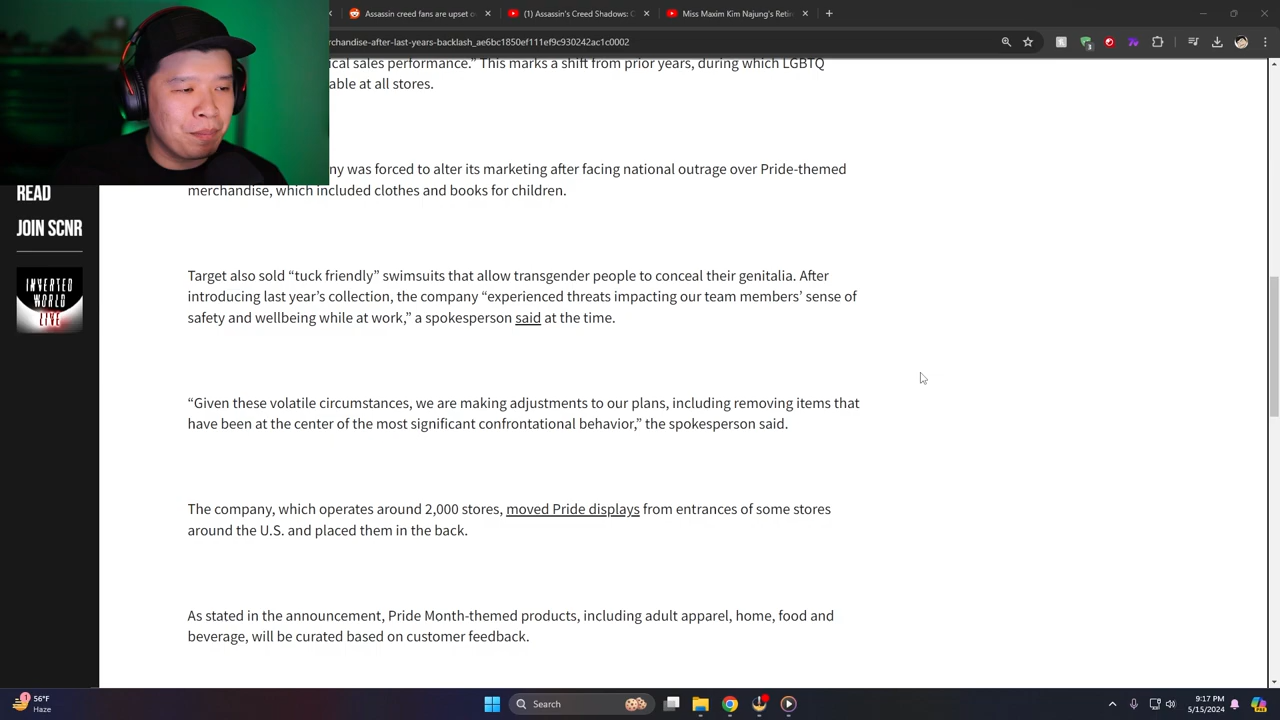 Assassin creed fans are upset o
(1) Assassin's Creed Shadows: C
Miss Maxim Kim Najung's Retir
rchandise-after-last-years-backlash_ae6bc1850ef111ef9c930242ac1c0002
ical sales performance.” This marks a shift from prior years, during which LGBTQ
able at all stores.
ny was forced to alter its marketing after facing national outrage over Pride-themed
merchandise, which included clothes and books for children.
READ
JOIN SCNR
INVERTED
WORLD
LIVE
Target also sold “tuck friendly” swimsuits that allow transgender people to conceal their genitalia. After
introducing last year’s collection, the company “experienced threats impacting our team members’ sense of
safety and wellbeing while at work,” a spokesperson said at the time.
“Given these volatile circumstances, we are making adjustments to our plans, including removing items that
have been at the center of the most significant confrontational behavior,” the spokesperson said.
The company, which operates around 2,000 stores, moved Pride displays from entrances of some stores
around the U.S. and placed them in the back.
As stated in the announcement, Pride Month-themed products, including adult apparel, home, food and
beverage, will be curated based on customer feedback.
56°F
Haze
Search
9:17 PM
5/15/2024